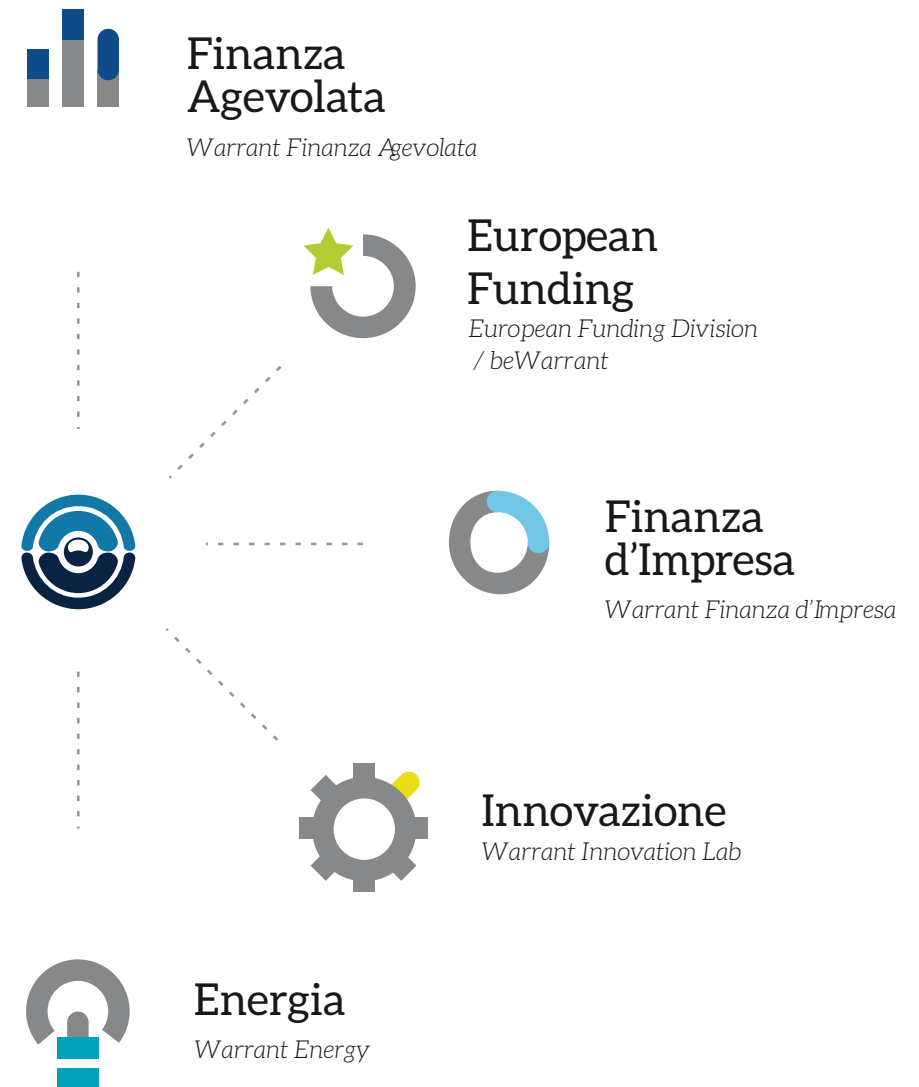 Finanza
Agevolata
Warrant Finanza Agevolata
European
Funding
European Funding Division
/ beWarrant
Finanza
d’Impresa
Warrant Finanza d’Impresa
Innovazione
Warrant Innovation Lab
Energia
Warrant Energy